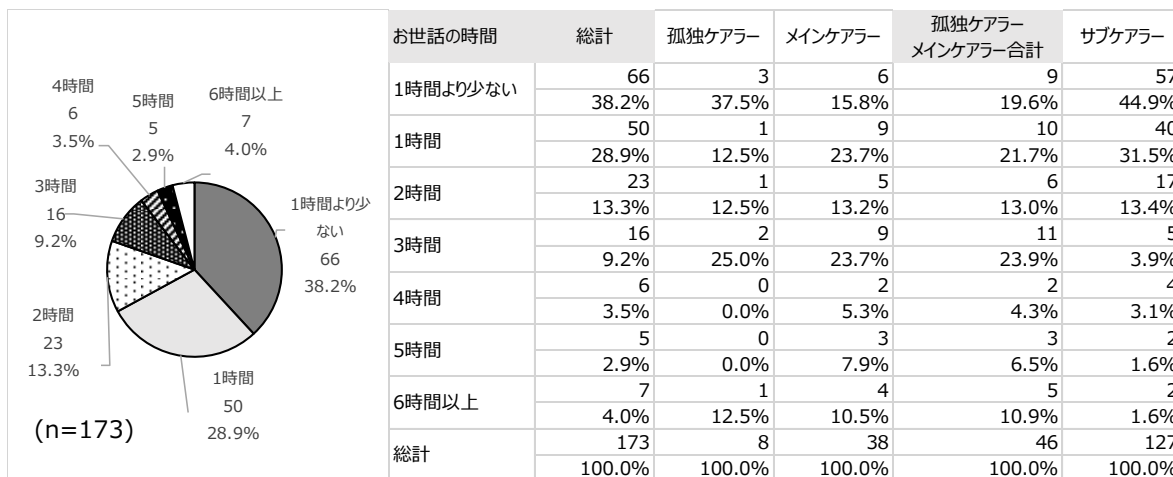 4時間
6
3.5%
5時間
5
2.9%
6時間以上
7
4.0%
3時間
16
9.2%
1時間より少
ない
66
38.2%
2時間
23
13.3%
1時間
50
28.9%
(n=173)
お世話の時間 総計 孤独ケアラー メインケアラー 孤独ケアラー メインケアラー合計 サブケアラー
1時間より少ない 66 3 6 9 57
38.2% 37.5% 15.8% 19.6% 44.9%
1時間 50 1 9 10 40
28.9% 12.5% 23.7% 21.7% 31.5%
2時間 23 1 5 6 17
13.3% 12.5% 13.2% 13.0% 13.4%
3時間 16 2 9 11 5
9.2% 25.0% 23.7% 23.9% 3.9%
4時間 6 0 2 2 4
3.5% 0.0% 5.3% 4.3% 3.1%
5時間 5 0 3 3 2
2.9% 0.0% 7.9% 6.5% 1.6%
6時間以上 7 1 4 5 2
4.0% 12.5% 10.5% 10.9% 1.6%
総計 173 8 38 46 127
100.0% 100.0% 100.0% 100.0% 100.0%